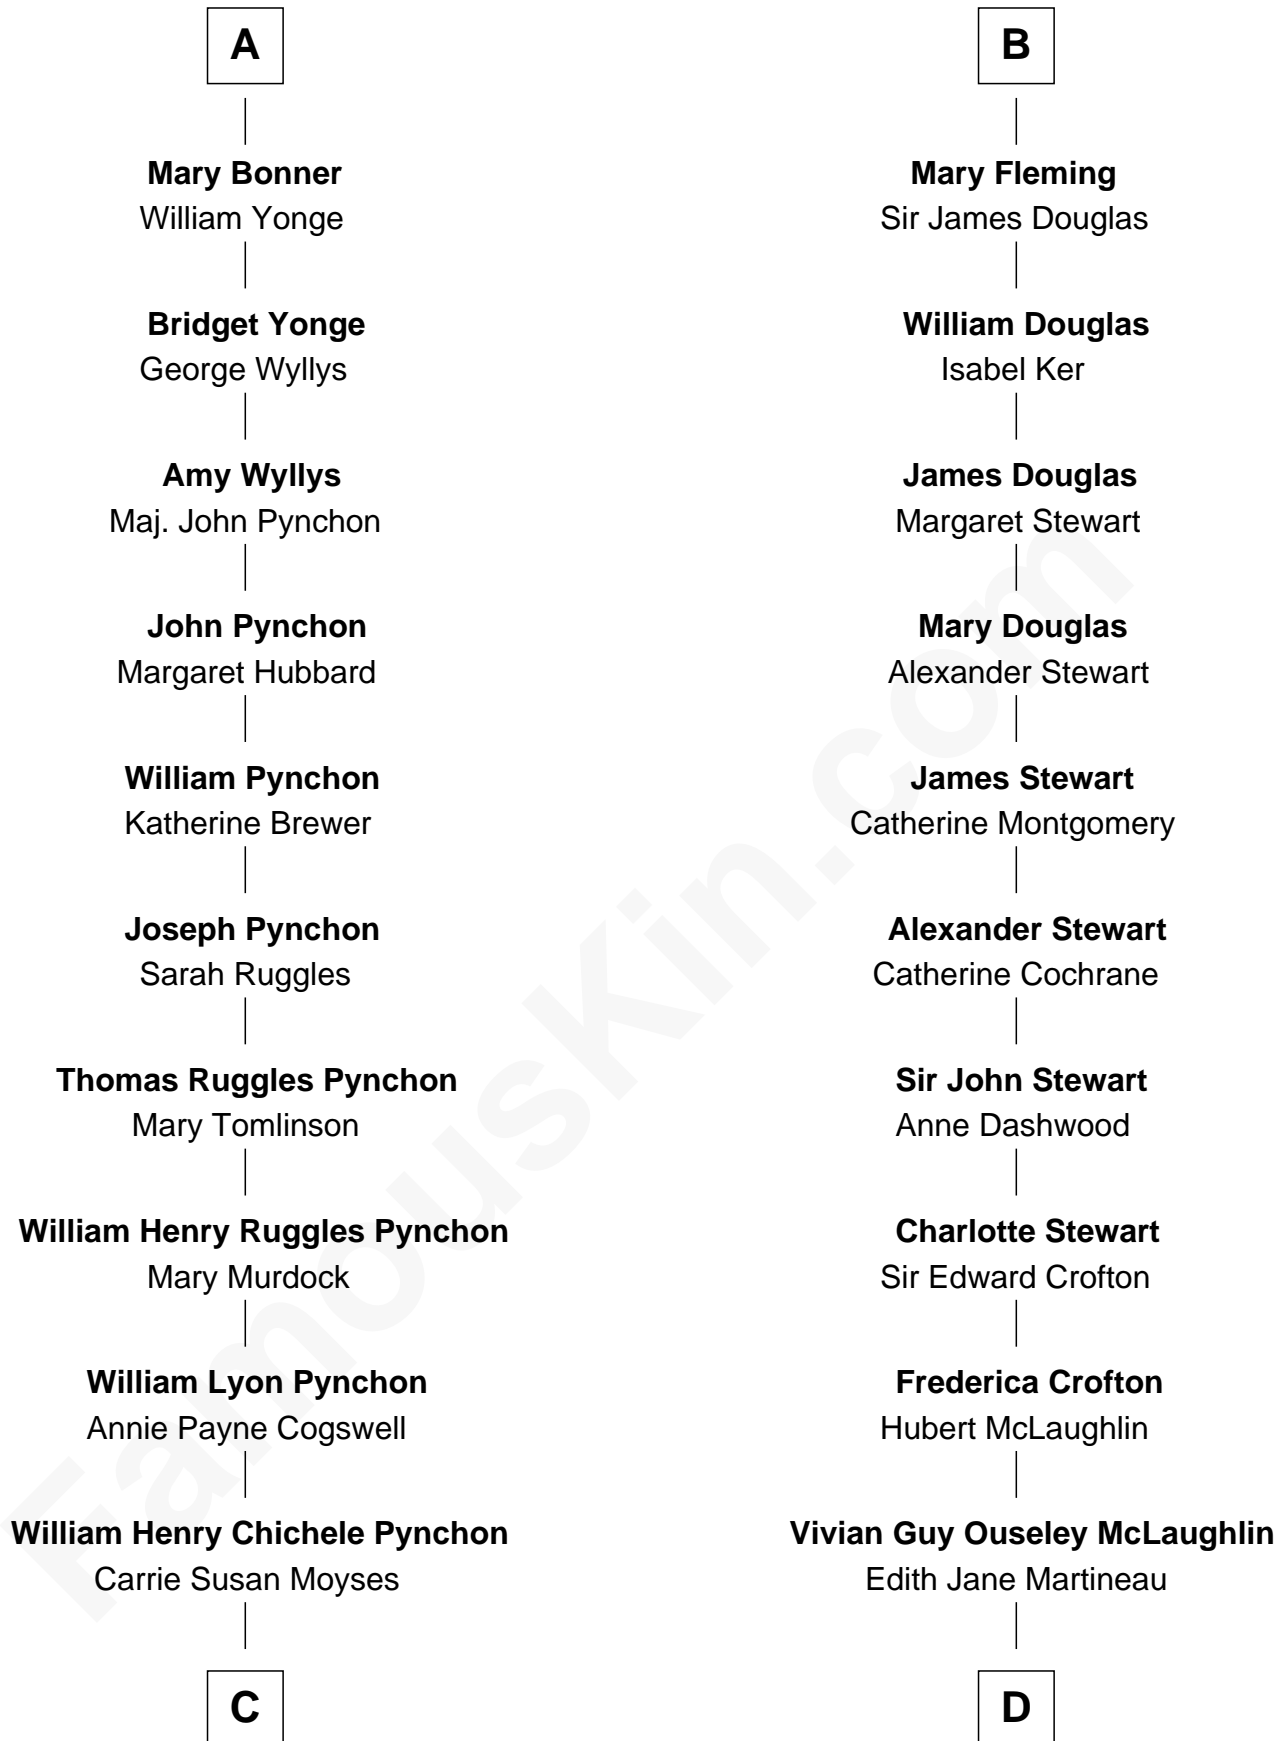 A
Mary Bonner
William Yonge
Bridget Yonge
George Wyllys
Amy Wyllys
Maj. John Pynchon
John Pynchon
Margaret Hubbard
William Pynchon
Katherine Brewer
Joseph Pynchon
Sarah Ruggles
Thomas Ruggles Pynchon
Mary Tomlinson
William Henry Ruggles Pynchon
Mary Murdock
William Lyon Pynchon
Annie Payne Cogswell
William Henry Chichele Pynchon
Carrie Susan Moyses
C
B
Mary Fleming
Sir James Douglas
William Douglas
Isabel Ker
James Douglas
Margaret Stewart
Mary Douglas
Alexander Stewart
James Stewart
Catherine Montgomery
Alexander Stewart
Catherine Cochrane
Sir John Stewart
Anne Dashwood
Charlotte Stewart
Sir Edward Crofton
Frederica Crofton
Hubert McLaughlin
Vivian Guy Ouseley McLaughlin
Edith Jane Martineau
D
FamousKin.com